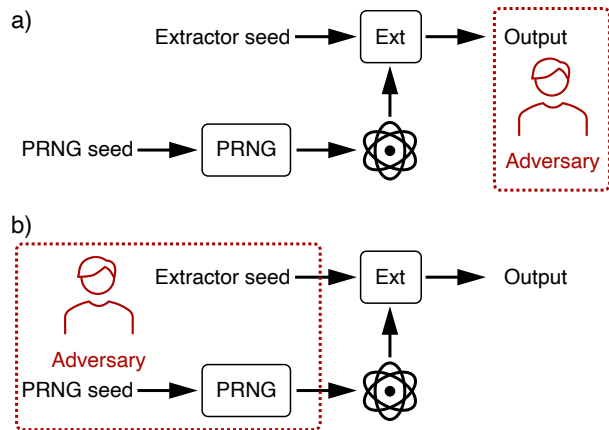 a)
Extractor seed
Ext
Output
PRNG seed
PRNG
Adversary
b)
Extractor seed
Ext
Output
Adversary
PRNG seed
PRNG